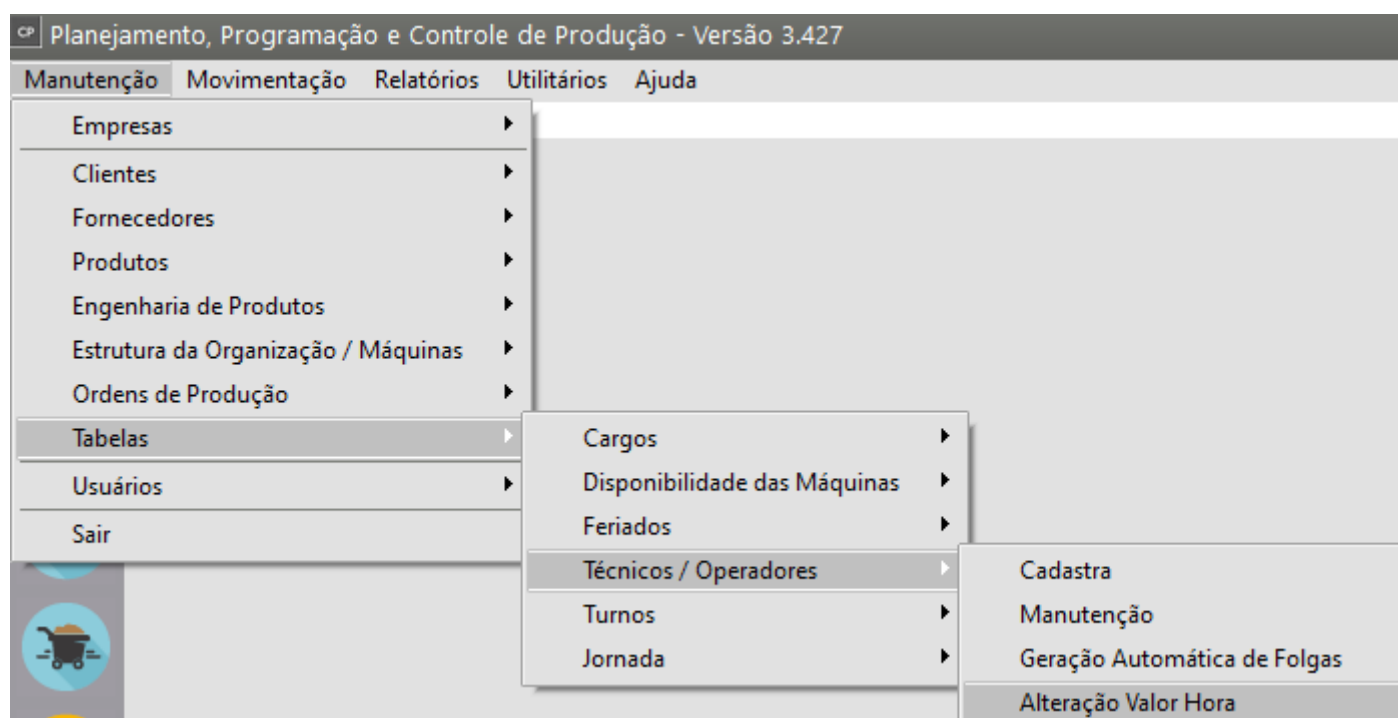 CP Planejamento, Programação e Controle de Produção - Versão 3.427
Manutenção Movimentação Relatórios Utilitários Ajuda
Empresas
Clientes
Fornecedores
Produtos
Engenharia de Produtos
Estrutura da Organização / Máquinas
Ordens de Produção
Tabelas
Usuários
Sair
Cargos
Disponibilidade das Máquinas
Feriados
Técnicos / Operadores
Turnos
Jornada
Cadastra
Manutenção
Geração Automática de Folgas
Alteração Valor Hora